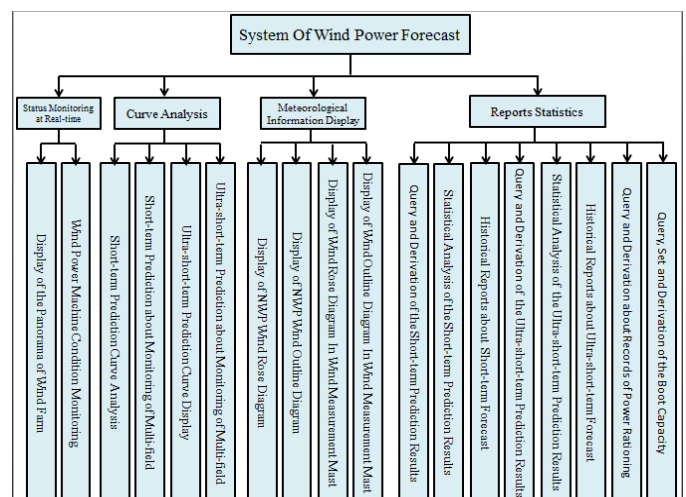 System Of Wind Power Forecast
Status Monitoring
at Real-time
Curve Analysis
Meteorological
Information Display
Reports Statistics
Display of the Panorama of Wind Farm
Wind Power Machine Condition Monitoring
Short-term Prediction Curve Analysis
Short-term Prediction about Monitoring of Multi-field
Ultra-short-term Prediction Curve Display
Ultra-short-term Prediction about Monitoring of Multi-field
Display of NWP Wind Rose Diagram
Display of NWP Wind Outline Diagram
Display of Wind Rose Diagram In Wind Measurement Mast
Display of Wind Outline Diagram In Wind Measurement Mast
Query and Derivation of the Short-term Prediction Results
Statistical Analysis of the Short-term Prediction Results
Historical Reports about Short-term Forecast
Query and Derivation of the Ultra-short-term Prediction Results
Statistical Analysis of the Ultra-short-term Prediction Results
Historical Reports about Ultra-short-term Forecast
Query and Derivation about Records of Power Rationing
Query, Set and Derivation of the Boot Capacity